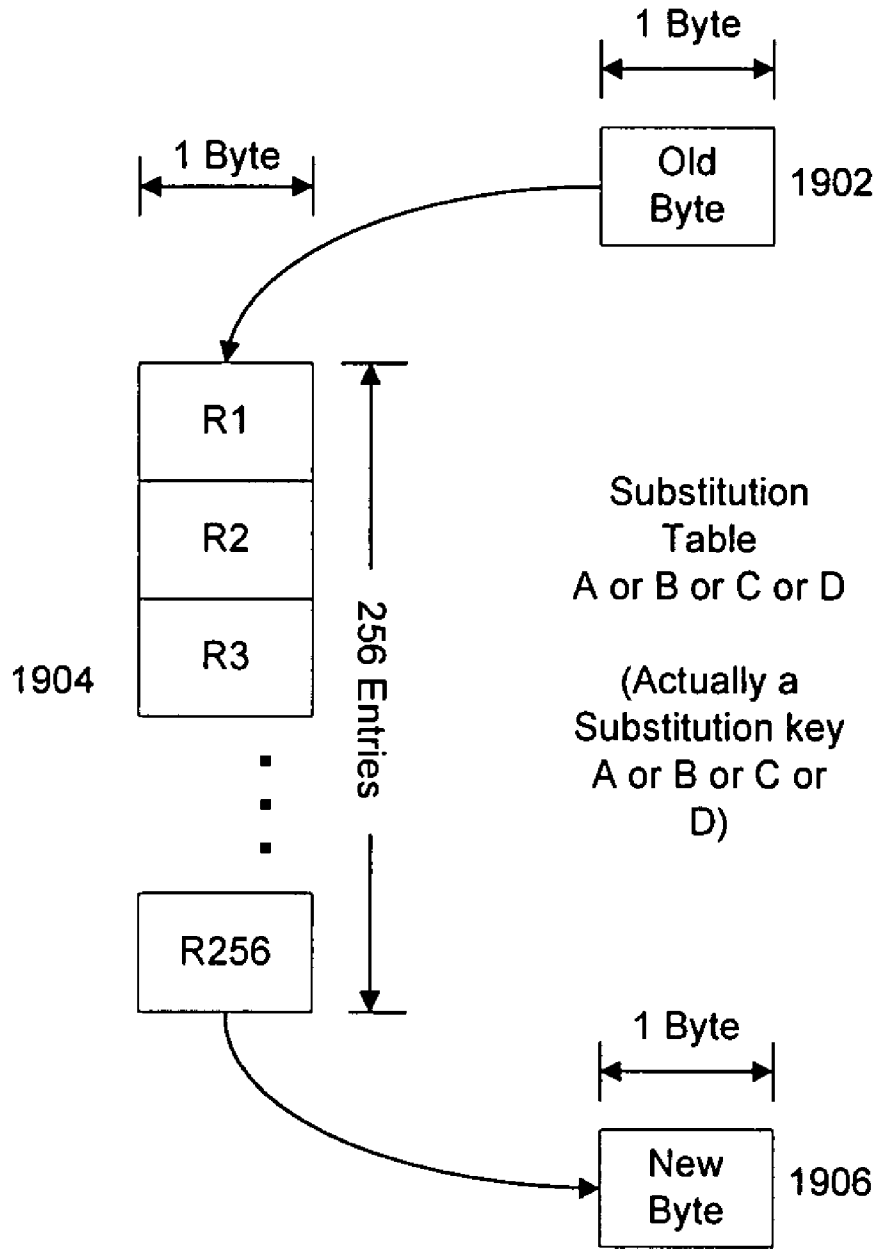 1 Byte
Old
Byte
1902
1 Byte
R1
R2
R3
1904
256 Entries
Substitution
Table
A or B or C or D
(Actually a
Substitution key
A or B or C or
D)
R256
1 Byte
New
Byte
1906